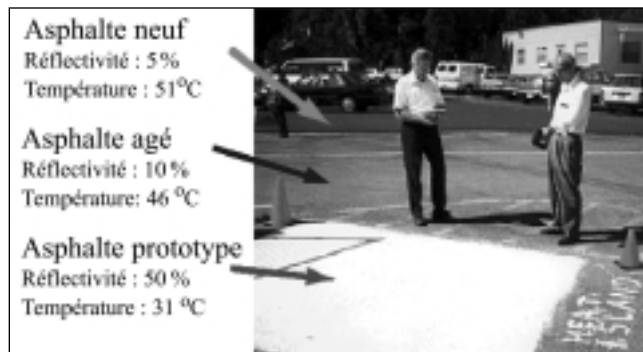 Asphalte neuf
Réflectivité : 5%
Température : 51°C
Asphalte agé
Réflectivité : 10%
Température: 46 °C
Asphalte prototype
Réflectivité : 50%
Température : 31 °C
HEAT
ISLAND